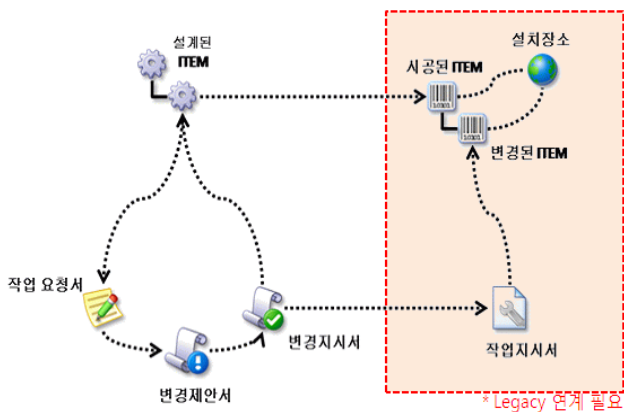 설계된
ITEM
시공된 ITEM
설치장소
변경된 ITEM
작업 요청서
변경지시서
작업지시서
변경제안서
* Legacy 연계 필요